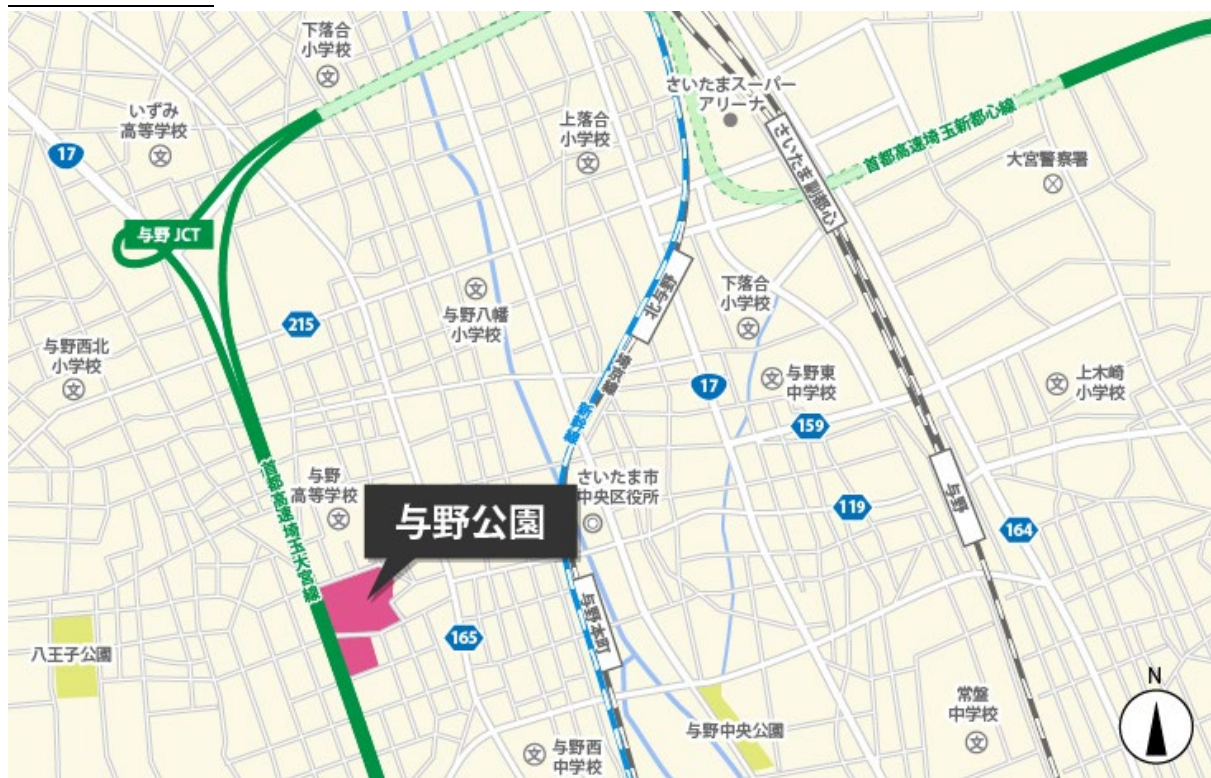 下落合
小学校
さいたまスーパー
アリーナ
いずみ
高等学校
上落合
小学校
さいたま副都心
首都高速埼玉新都心線
大宮警察署
17
与野 JCT
北与野
下落合
小学校
与野八幡
小学校
215
与野西北
小学校
埼京線
17
与野東
中学校
上木崎
小学校
新幹線
159
与野
高等学校
さいたま市
中央区役所
与野
首都高速埼玉大宮線
与野公園
119
164
与野本町
165
八王子公園
与野中央公園
常盤
中学校
与野西
中学校
N